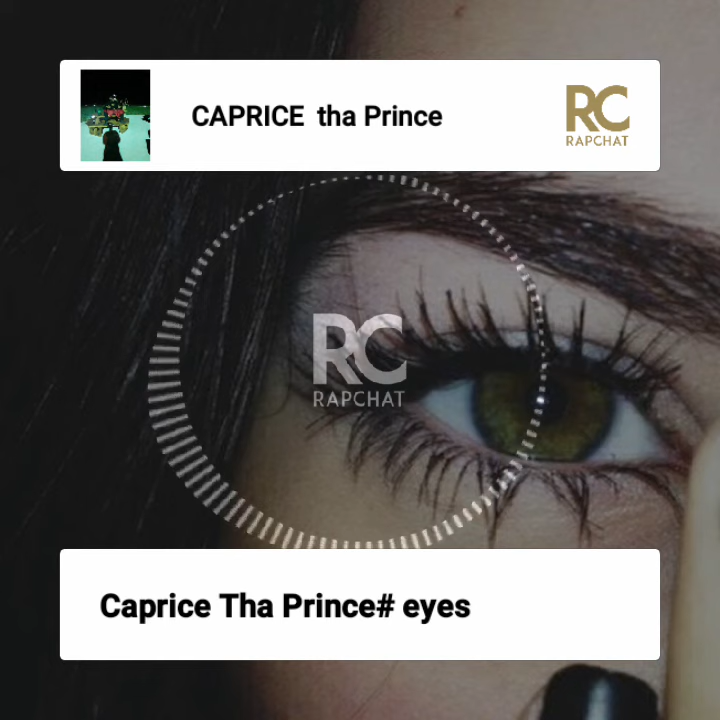 CAPRICE tha Prince
RC
RAPCHAT
RC
RAPCHAT
Caprice Tha Prince# eyes